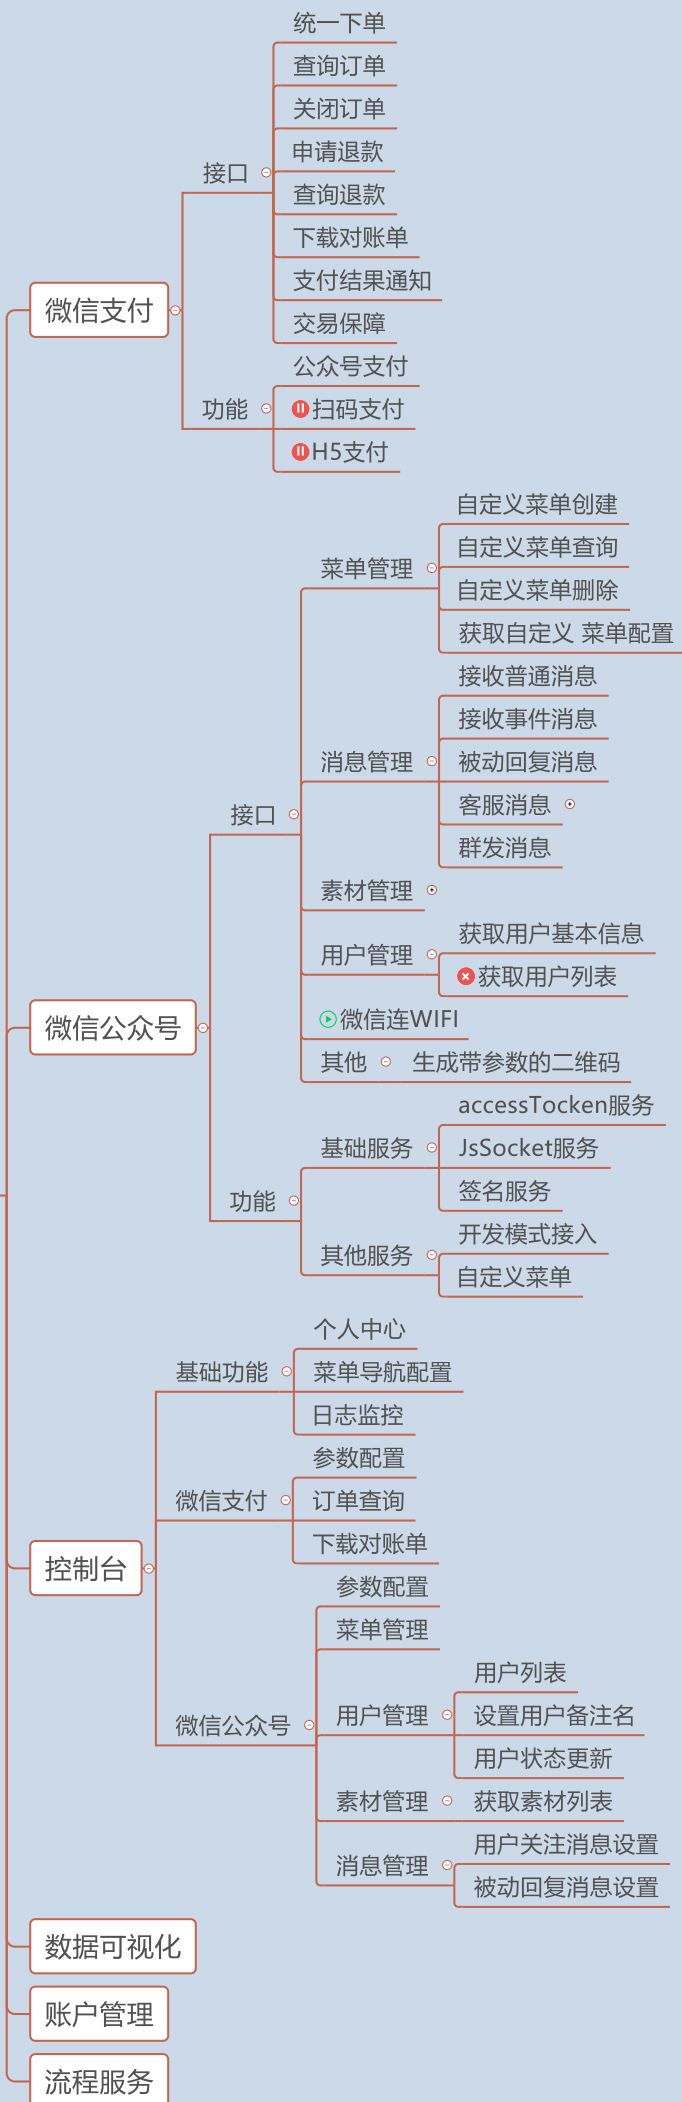 统一下单
查询订单
关闭订单
申请退款
接口
查询退款
下载对账单
支付结果通知
微信支付
交易保障
公众号支付
功能
扫码支付
H5支付
自定义菜单创建
自定义菜单查询
菜单管理
自定义菜单删除
获取自定义 菜单配置
接收普通消息
接收事件消息
消息管理
被动回复消息
客服消息
接口
群发消息
素材管理
获取用户基本信息
用户管理
获取用户列表
微信公众号
微信连WIFI
其他
生成带参数的二维码
accessTocken服务
基础服务
JsSocket服务
签名服务
功能
开发模式接入
其他服务
自定义菜单
个人中心
基础功能
菜单导航配置
日志监控
参数配置
微信支付
订单查询
下载对账单
控制台
参数配置
菜单管理
用户列表
微信公众号
用户管理
设置用户备注名
用户状态更新
素材管理
获取素材列表
用户关注消息设置
消息管理
被动回复消息设置
数据可视化
账户管理
流程服务